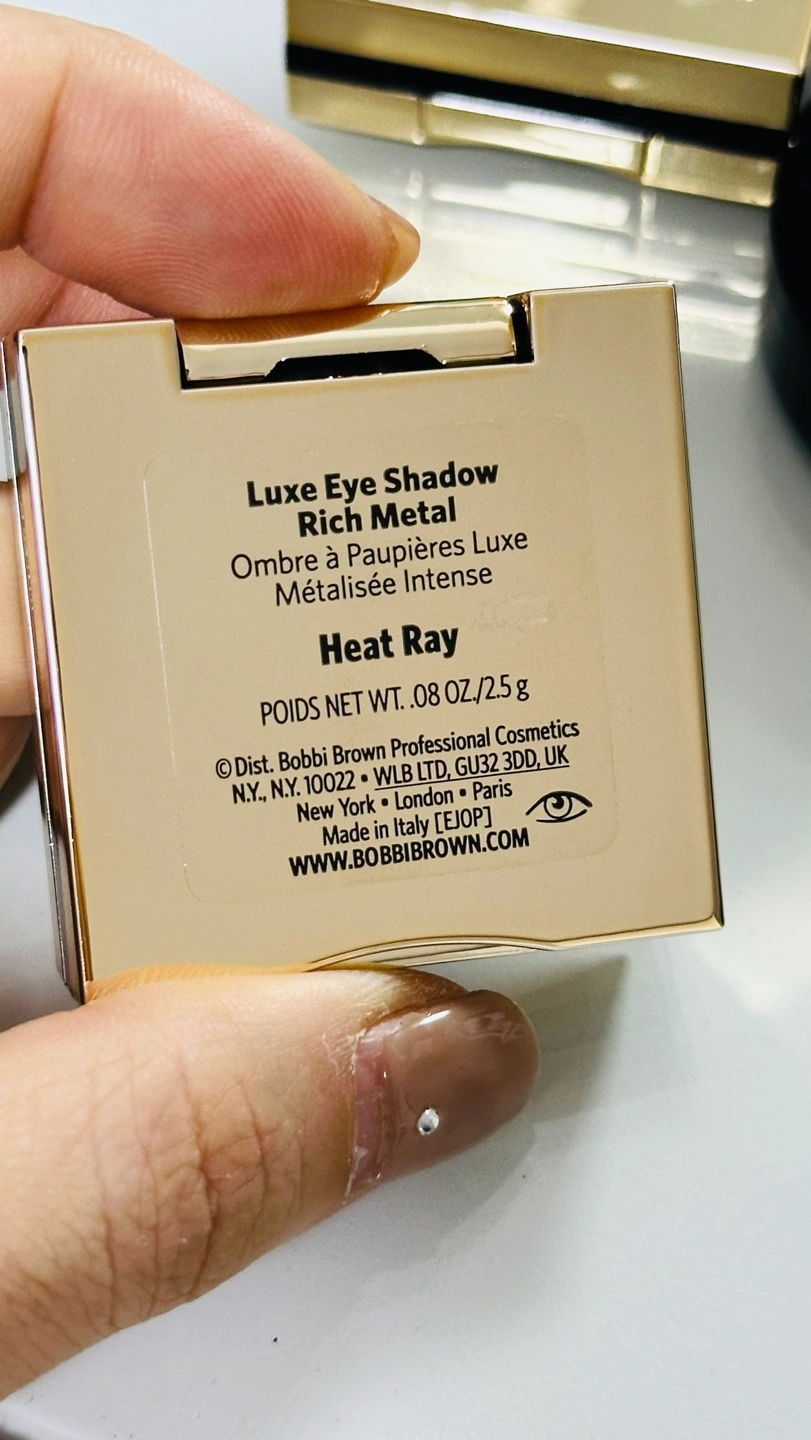 Luxe Eye Shadow
Rich Metal
Ombre à Paupières Luxe
Métalisée Intense
Heat Ray
POIDS NET WT. .08 OZ./2.5 g
©Dist. Bobbi Brown Professional Cosmetics
N.Y., N.Y. 10022 • WLB LTD, GU32 3DD, UK
New York • London • Paris
Made in Italy [EJOP]
WWW.BOBBIBROWN.COM